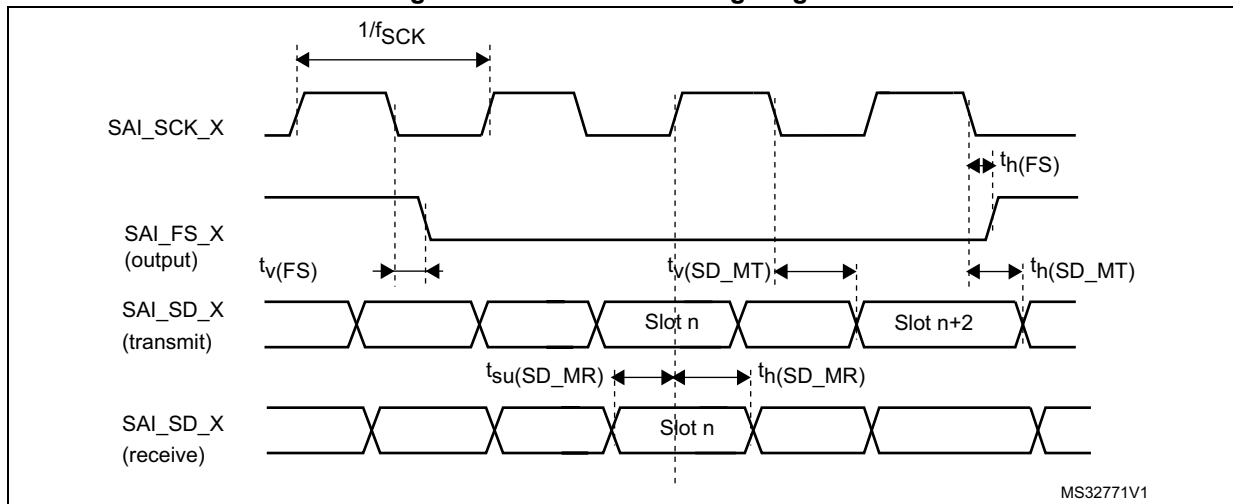 1/fSCK
SAI_SCK_X
th(FS)
SAI_FS_X
(output)
tv(FS)
tv(SD_MT)
th(SD_MT)
SAI_SD_X
(transmit)
Slot n
Slot n+2
tsu(SD_MR)
th(SD_MR)
SAI_SD_X
(receive)
Slot n
MS32771V1